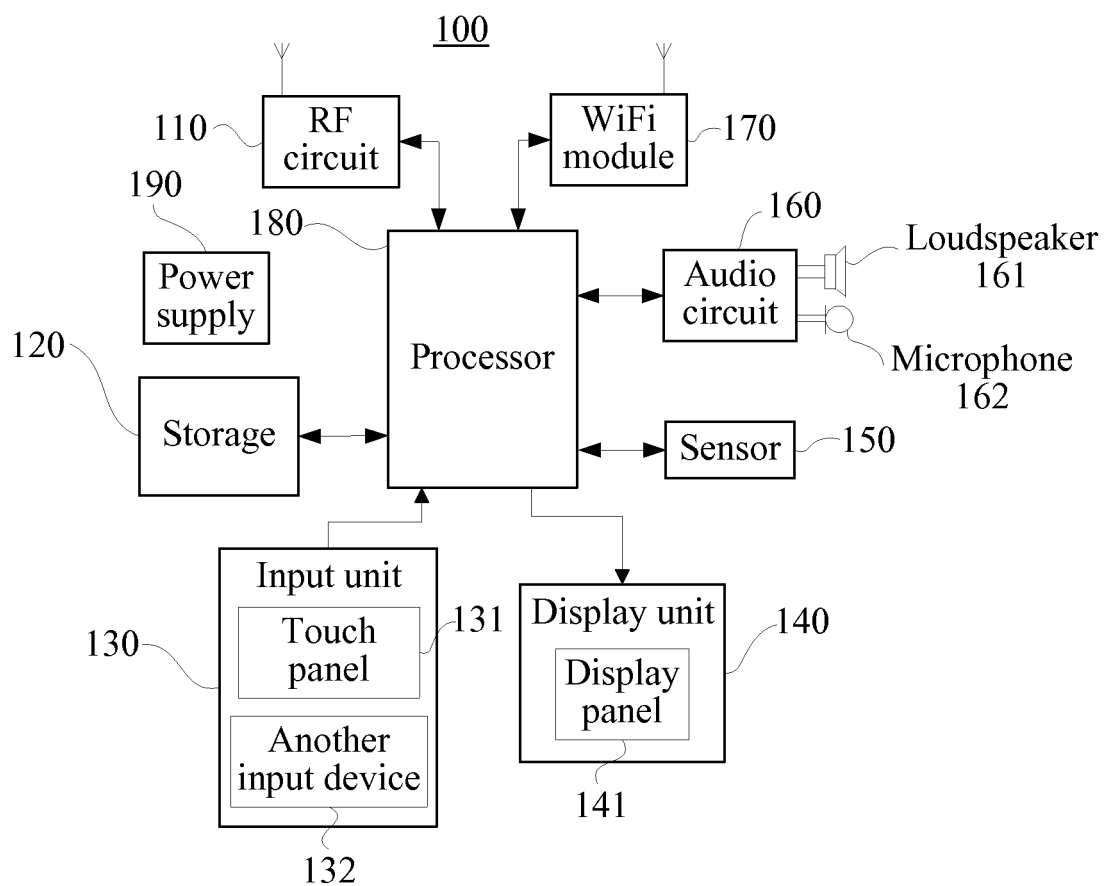 100
110
RF
circuit
WiFi
module
170
190
180
160
Power
supply
Audio
circuit
Loudspeaker
161
Processor
Microphone
162
120
Storage
Sensor
150
Input unit
Touch
panel
131
130
Another
input device
132
Display unit
140
Display
panel
141